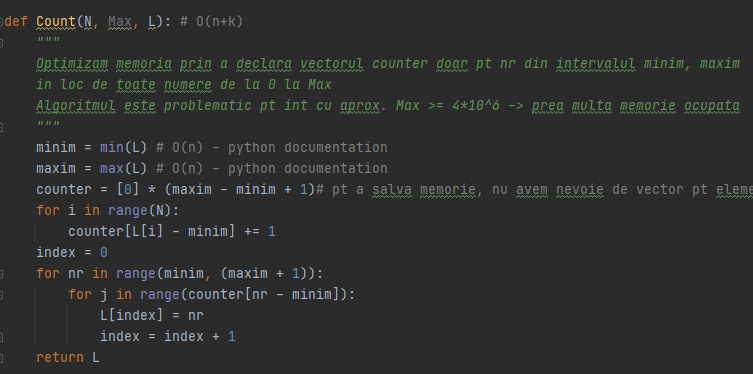 def Count(N, Max, L): # O(n+k)
"""
Optimizam memoria prin a declara vectorul counter doar pt nr din intervalul minim, maxim
in loc de toate numere de la 0 la Max
Algoritmul este problematic pt int cu aprox. Max >= 4*10^6 -> prea multa memorie ocupata
"""
minim = min(L) # O(n) - python documentation
maxim = max(L) # O(n) - python documentation
counter = [0] * (maxim - minim + 1)# pt a salva memorie, nu avem nevoie de vector pt eleme
for i in range(N):
counter[L[i] - minim] += 1
index = 0
for nr in range(minim, (maxim + 1)):
for j in range(counter[nr - minim]):
L[index] = nr
index = index + 1
return L